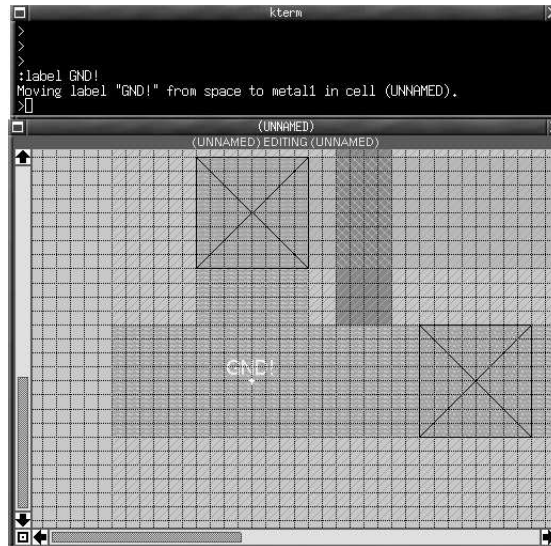 kterm
>
>
>
:label GND!
Moving label "GND!" from space to metal1 in cell (UNNAMED).
>
(UNNAMED)
(UNNAMED) EDITING (UNNAMED)
GND!